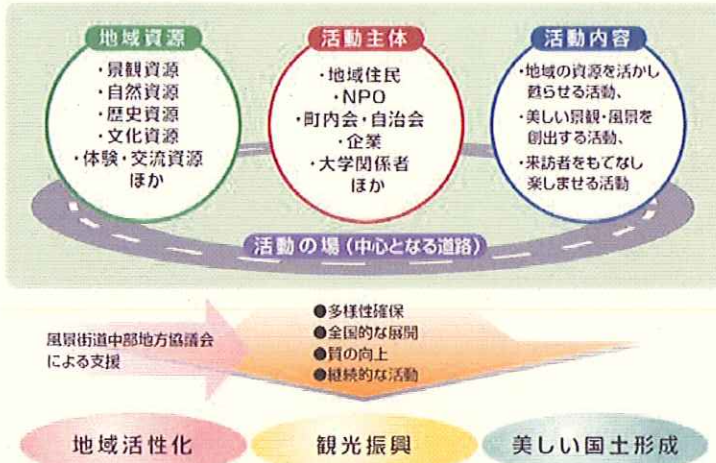 地域資源
・景観資源
・自然資源
・歴史資源
・文化資源
・体験・交流資源
ほか
活動主体
・地域住民
・NPO
・町内会・自治会
・企業
・大学関係者
ほか
活動内容
・地域の資源を活かし
甦らせる活動、
・美しい景観・風景を
創出する活動、
・来訪者をもてなし
楽しませる活動
活動の場(中心となる道路)
風景街道中部地方協議会
による支援
●多様性確保
●全国的な展開
●質の向上
●継続的な活動
地域活性化
観光振興
美しい国土形成